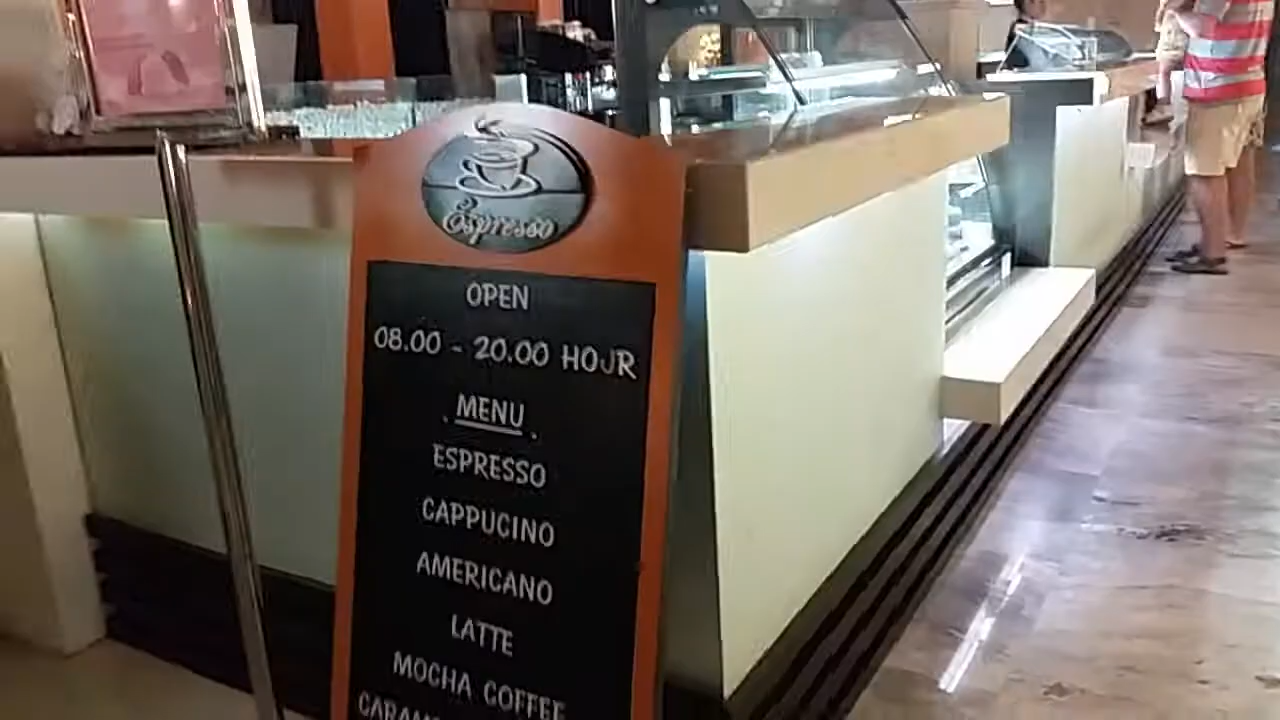 Espresso
OPEN
08.00 - 20.00 HOUR
MENU
ESPRESSO
CAPPUCINO
AMERICANO
LATTE
MOCHA COFFEE